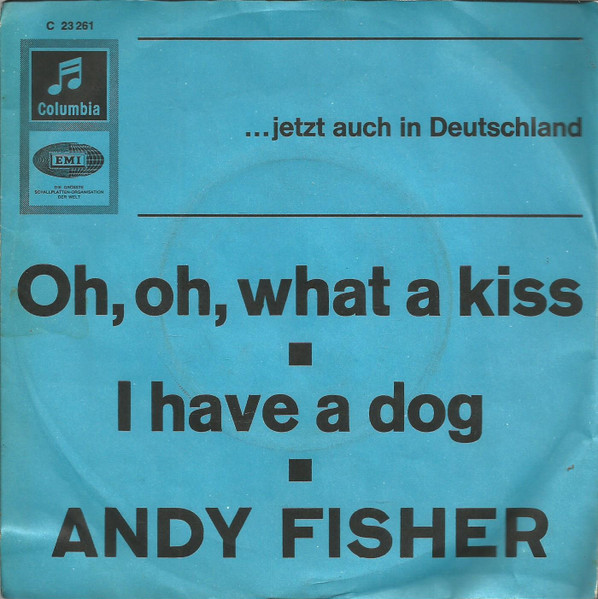 C 23 261
Columbia
...jetzt auch in Deutschland
EMI
DIE GRÖSSTE
SCHALLPLATTEN-ORGANISATION
DER WELT
Oh, oh, what a kiss
I have a dog
ANDY FISHER